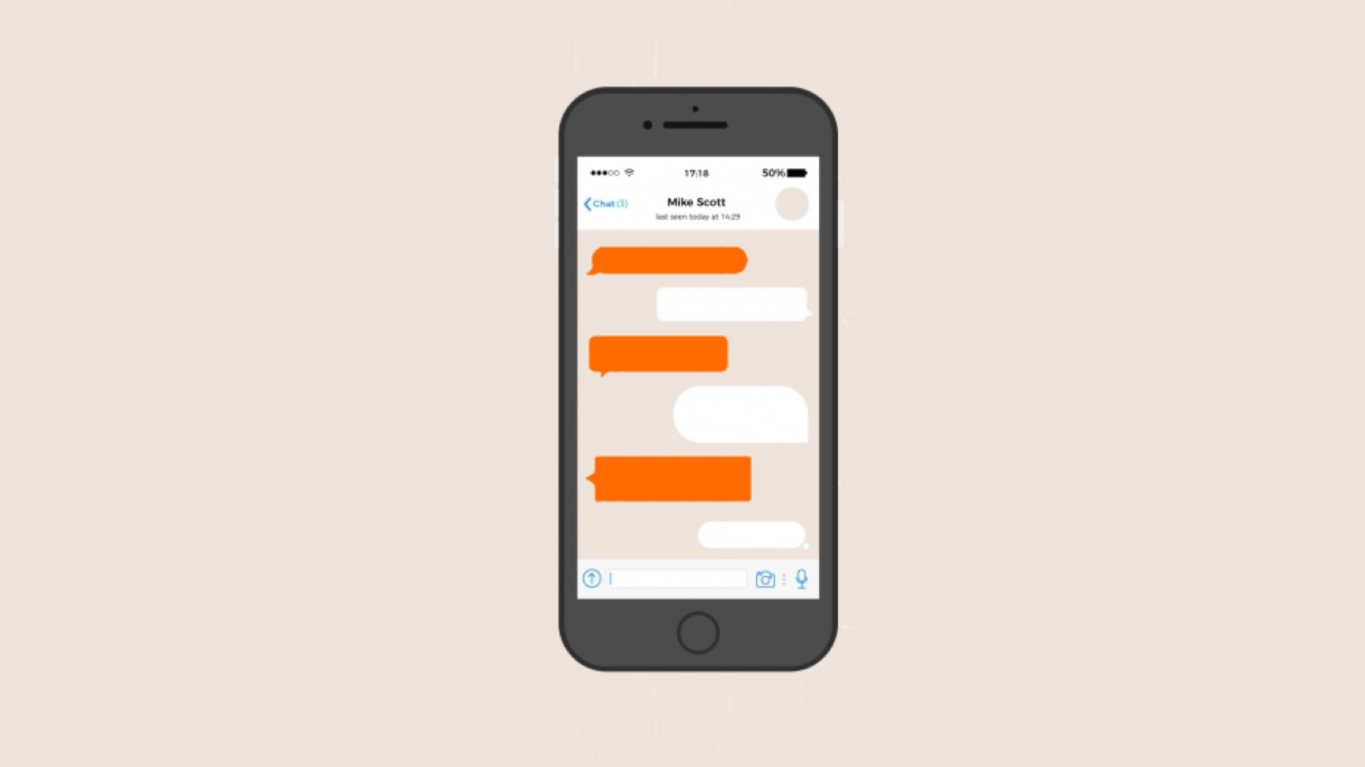 17:18
50%
Chat (3)
Mike Scott
last seen today at 14:29